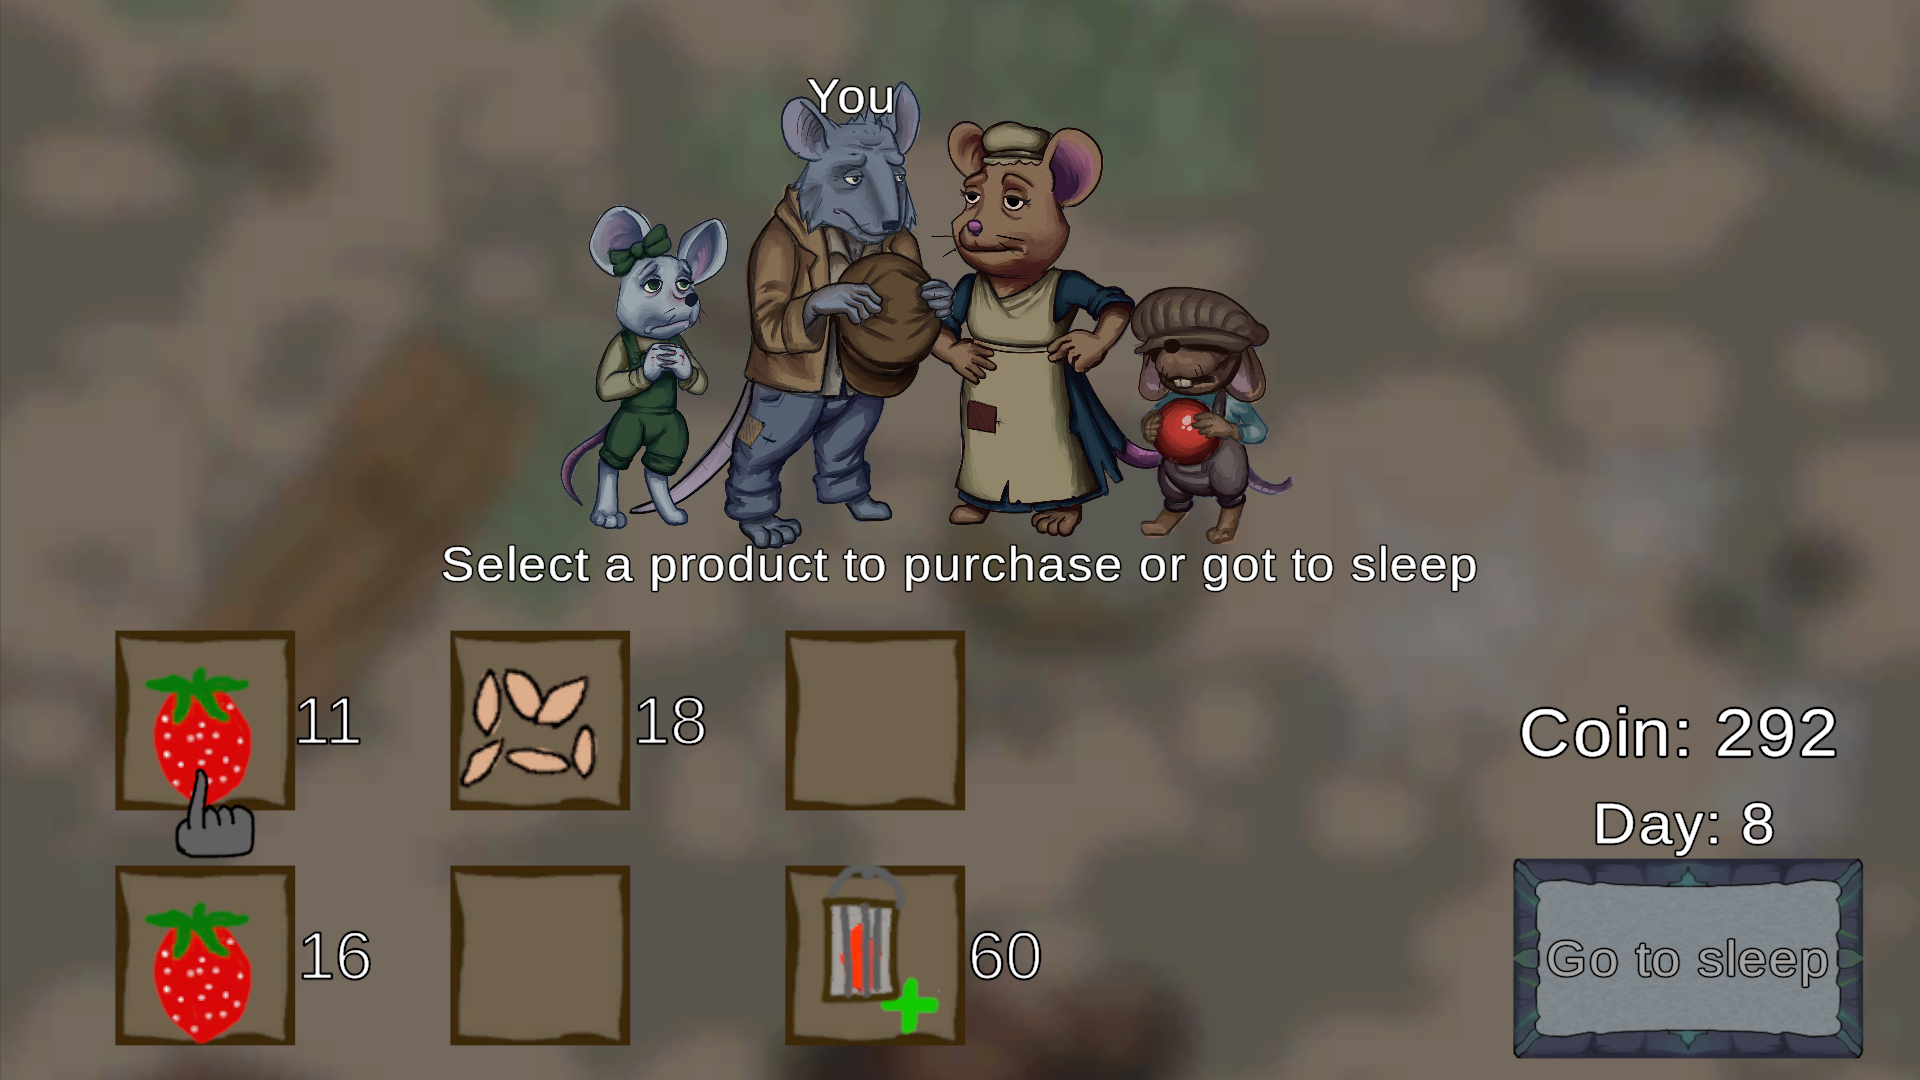 You
Select a product to purchase or got to sleep
11
18
Coin: 292
Day: 8
16
60
Go to sleep